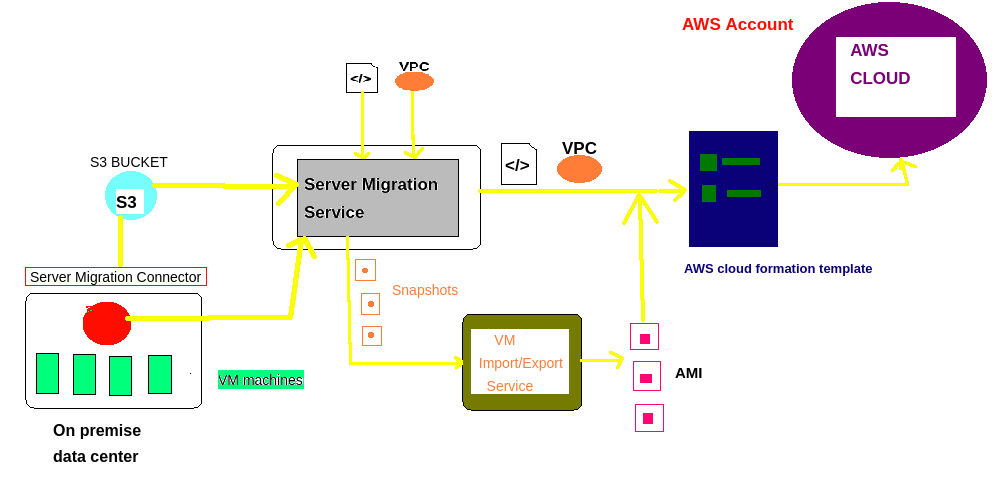 AWS Account
AWS
CLOUD
VPC
</>
VPC
</>
S3 BUCKET
S3
Server Migration
Service
Server Migration Connector
AWS cloud formation template
Snapshots
VM
Import/Export
Service
AMI
VM machines
On premise
data center